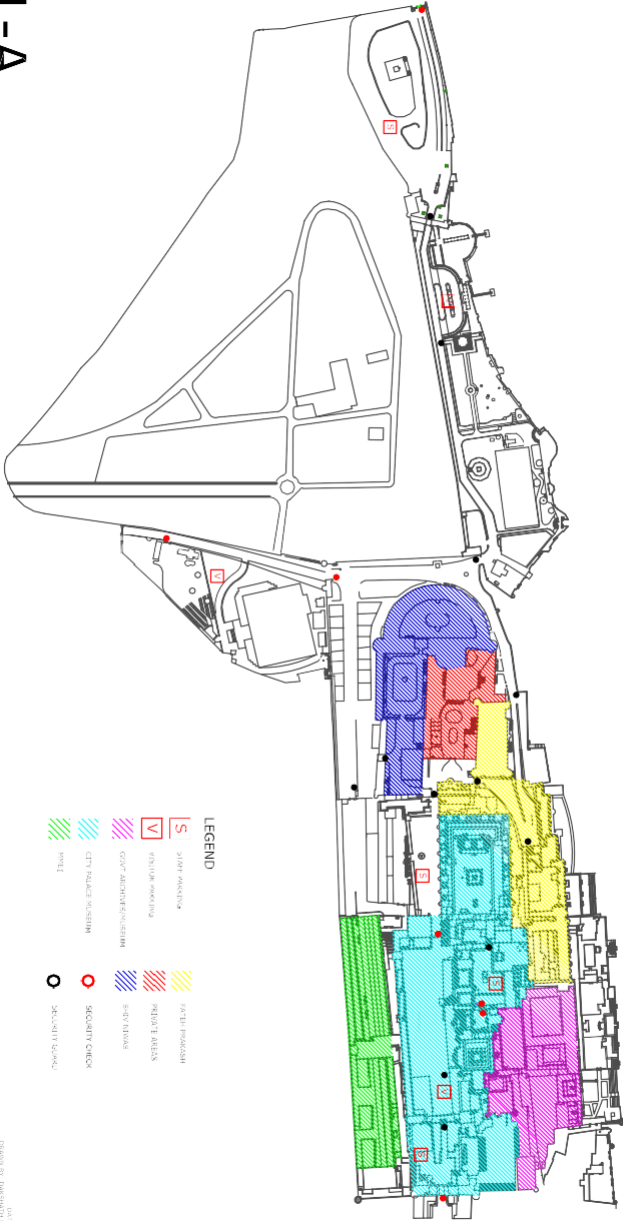 -A
LEGEND
S STAFF PARKING
V VISITOR PARKING
GOVT ARCHIVES/MUSEUM
CITY PALACE MUSEUM
FATEH PRAKASH
PRIVATE AREAS
SHIV NIWAS
SECURITY CHECK
SECURITY GUARD
S
V
S
S
V
S